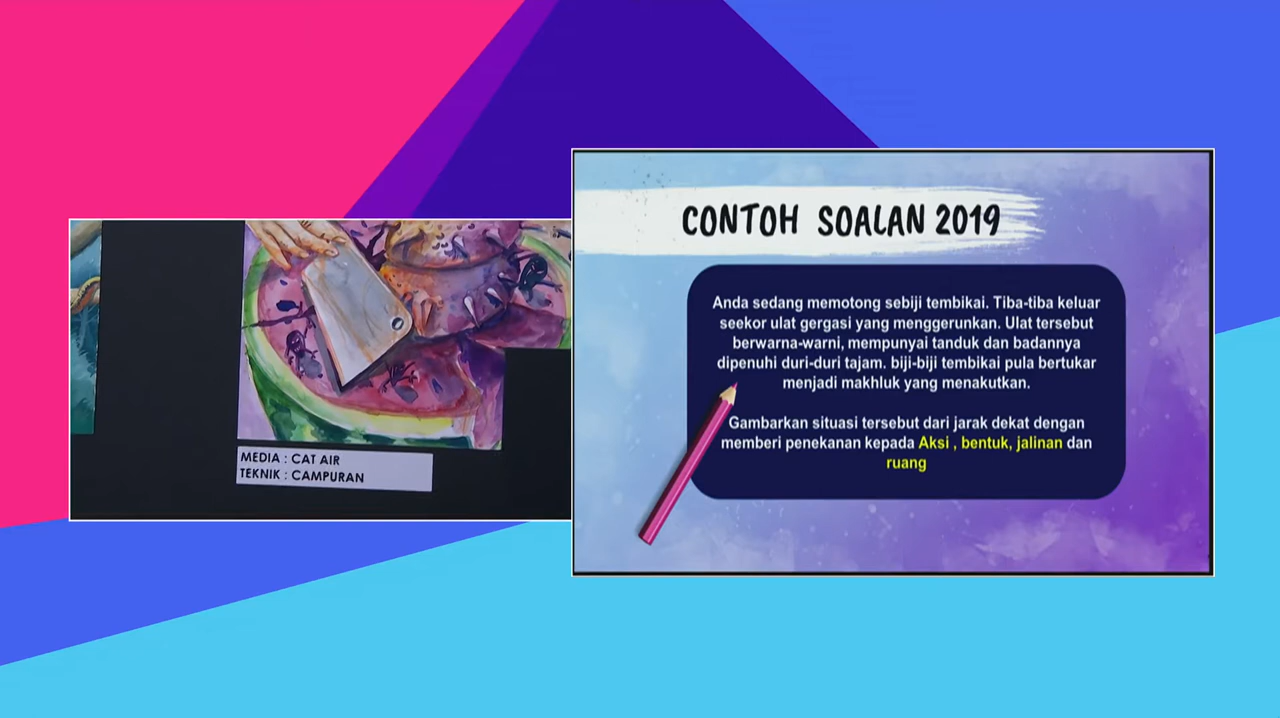 MEDIA : CAT AIR
TEKNIK : CAMPURAN
CONTOH SOALAN 2019
Anda sedang memotong sebiji tembikai. Tiba-tiba keluar
seekor ulat gergasi yang menggerunkan. Ulat tersebut
berwarna-warni, mempunyai tanduk dan badannya
dipenuhi duri-duri tajam. biji-biji tembikai pula bertukar
menjadi makhluk yang menakutkan.
Gambarkan situasi tersebut dari jarak dekat dengan
memberi penekanan kepada Aksi , bentuk, jalinan dan
ruang